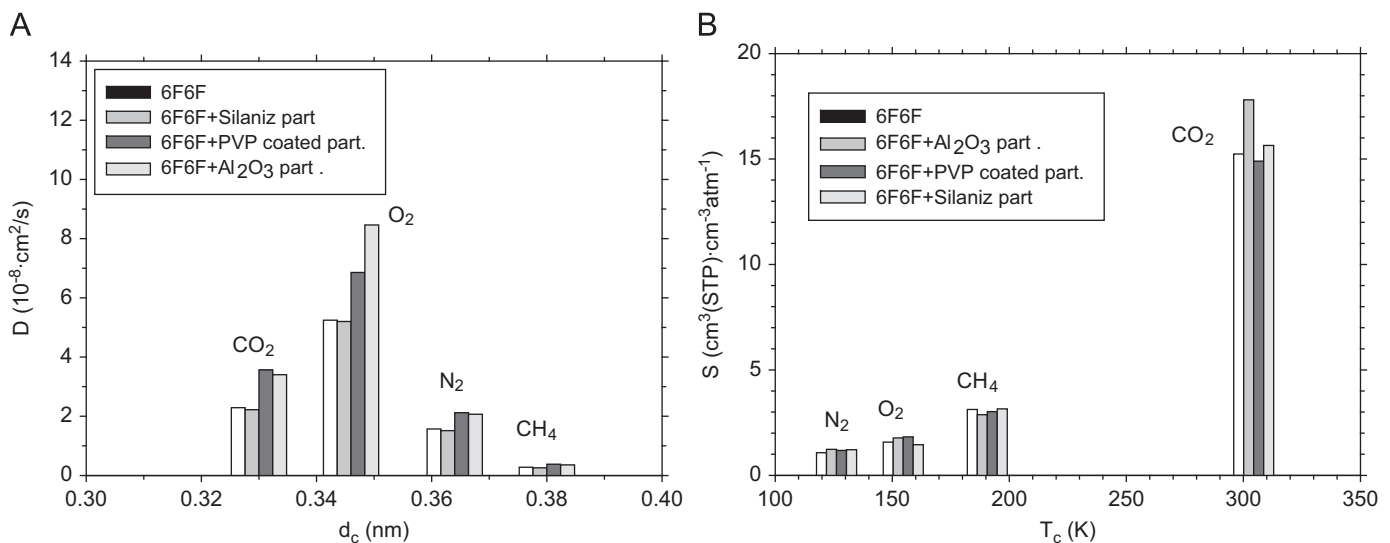 A
14
12
10
8
6
4
2
0
D (10⁻⁸·cm²/s)
6F6F
6F6F+Silaniz part
6F6F+PVP coated part.
6F6F+Al₂O₃ part .
CO₂
O₂
N₂
CH₄
0.30 0.32 0.34 0.36 0.38 0.40
d_c (nm)
B
20
15
10
5
0
S (cm³(STP)·cm⁻³atm⁻¹)
6F6F
6F6F+Al₂O₃ part .
6F6F+PVP coated part.
6F6F+Silaniz part
N₂
O₂
CH₄
CO₂
100 150 200 250 300 350
T_c (K)